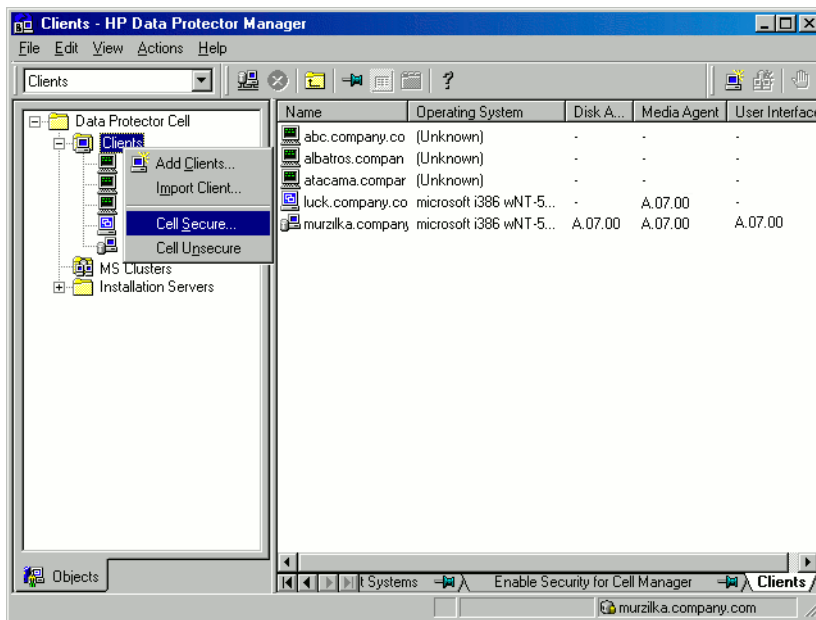 Clients - HP Data Protector Manager
File Edit View Actions Help
Clients
?
Data Protector Cell
Clients
Add Clients...
Import Client...
Cell Secure...
Cell Unsecure
MS Clusters
Installation Servers
Objects
Name Operating System Disk A... Media Agent User Interface
abc.company.co (Unknown) - - -
albatros.compan (Unknown) - - -
atacama.compar (Unknown) - - -
luck.company.co microsoft i386 wNT-5... - A.07.00 -
murzilka.company microsoft i386 wNT-5... A.07.00 A.07.00 A.07.00
t Systems Enable Security for Cell Manager Clients
murzilka.company.com